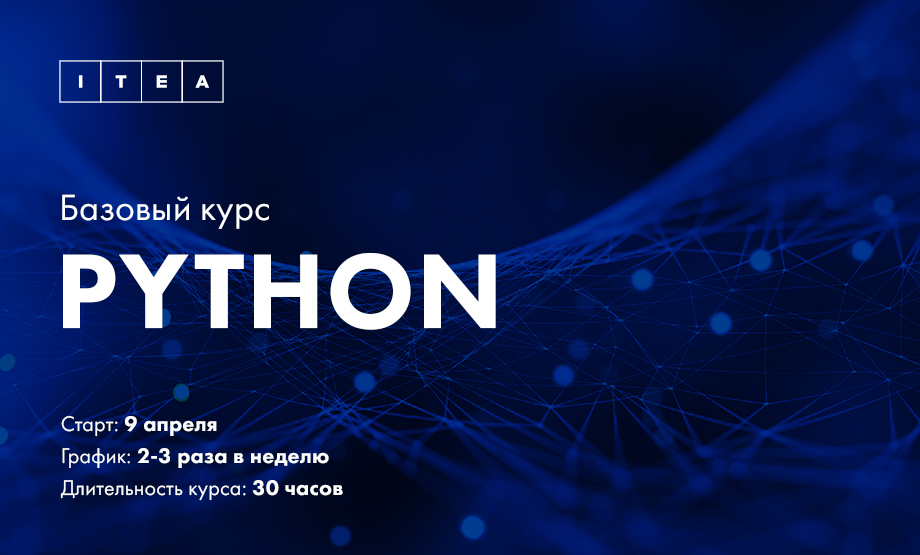 ITEA
Базовый курс
PYTHON
Старт: 9 апреля
График: 2-3 раза в неделю
Длительность курса: 30 часов